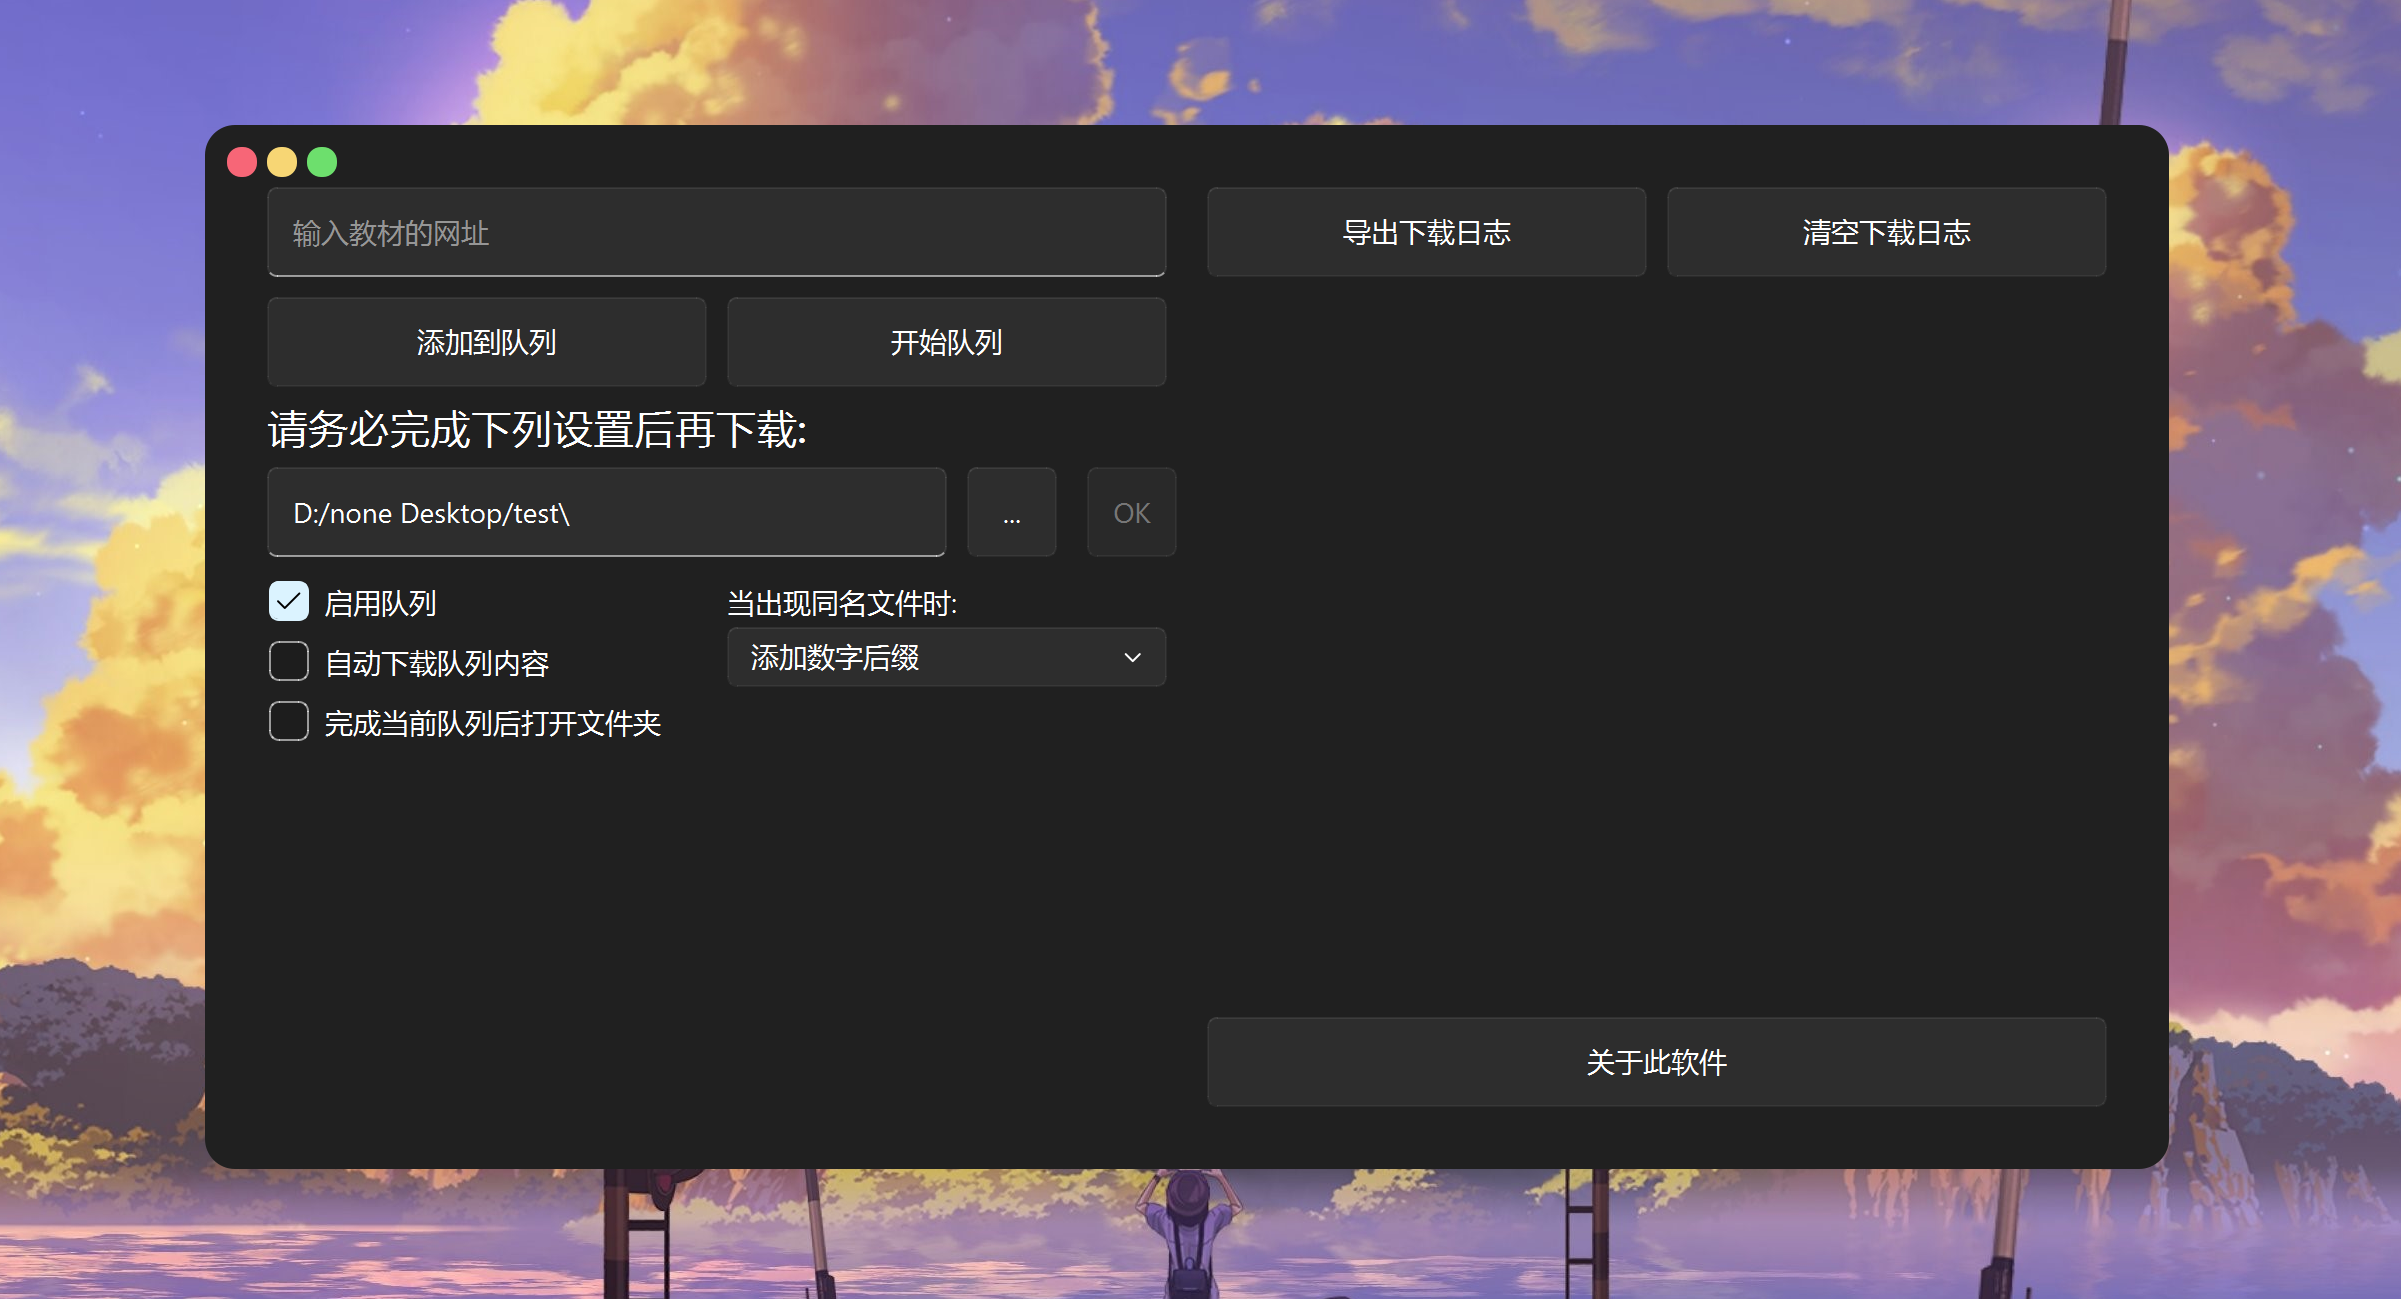 输入教材的网址
导出下载日志
清空下载日志
添加到队列
开始队列
请务必完成下列设置后再下载:
D:/none Desktop/test\
...
OK
启用队列
当出现同名文件时:
自动下载队列内容
添加数字后缀
完成当前队列后打开文件夹
关于此软件